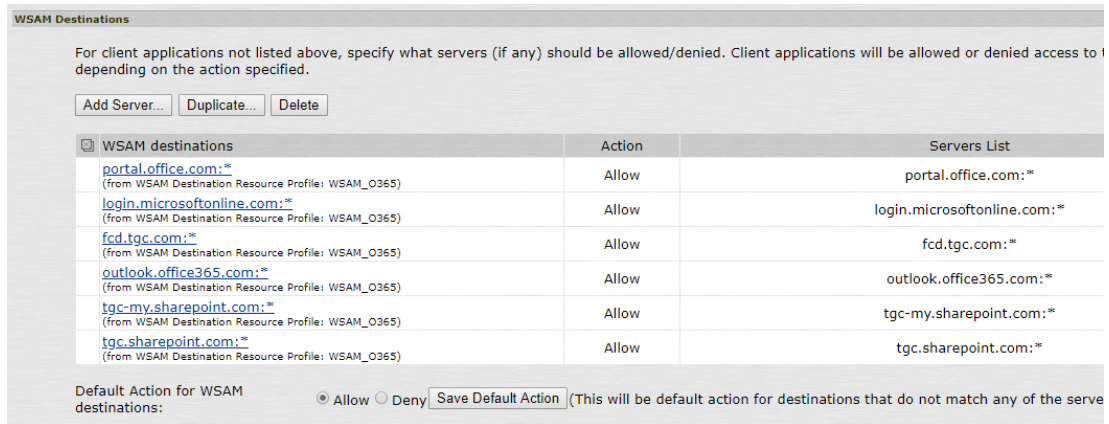 WSAM Destinations
For client applications not listed above, specify what servers (if any) should be allowed/denied. Client applications will be allowed or denied access to
depending on the action specified.
Add Server... Duplicate... Delete
WSAM destinations Action Servers List
portal.office.com:* Allow portal.office.com:*
(from WSAM Destination Resource Profile: WSAM_O365)
login.microsoftonline.com:* Allow login.microsoftonline.com:*
(from WSAM Destination Resource Profile: WSAM_O365)
fcd.tgc.com:* Allow fcd.tgc.com:*
(from WSAM Destination Resource Profile: WSAM_O365)
outlook.office365.com:* Allow outlook.office365.com:*
(from WSAM Destination Resource Profile: WSAM_O365)
tgc-my.sharepoint.com:* Allow tgc-my.sharepoint.com:*
(from WSAM Destination Resource Profile: WSAM_O365)
tgc.sharepoint.com:* Allow tgc.sharepoint.com:*
(from WSAM Destination Resource Profile: WSAM_O365)
Default Action for WSAM
destinations: Allow Deny Save Default Action (This will be default action for destinations that do not match any of the serve